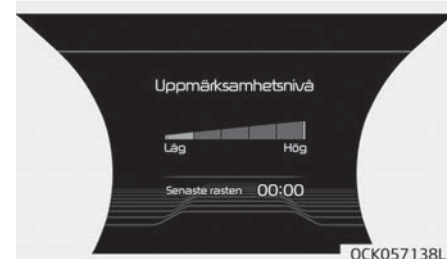 Uppmärksamhetsnivå
Låg Hög
Senaste rasten 00:00
OCK057138L